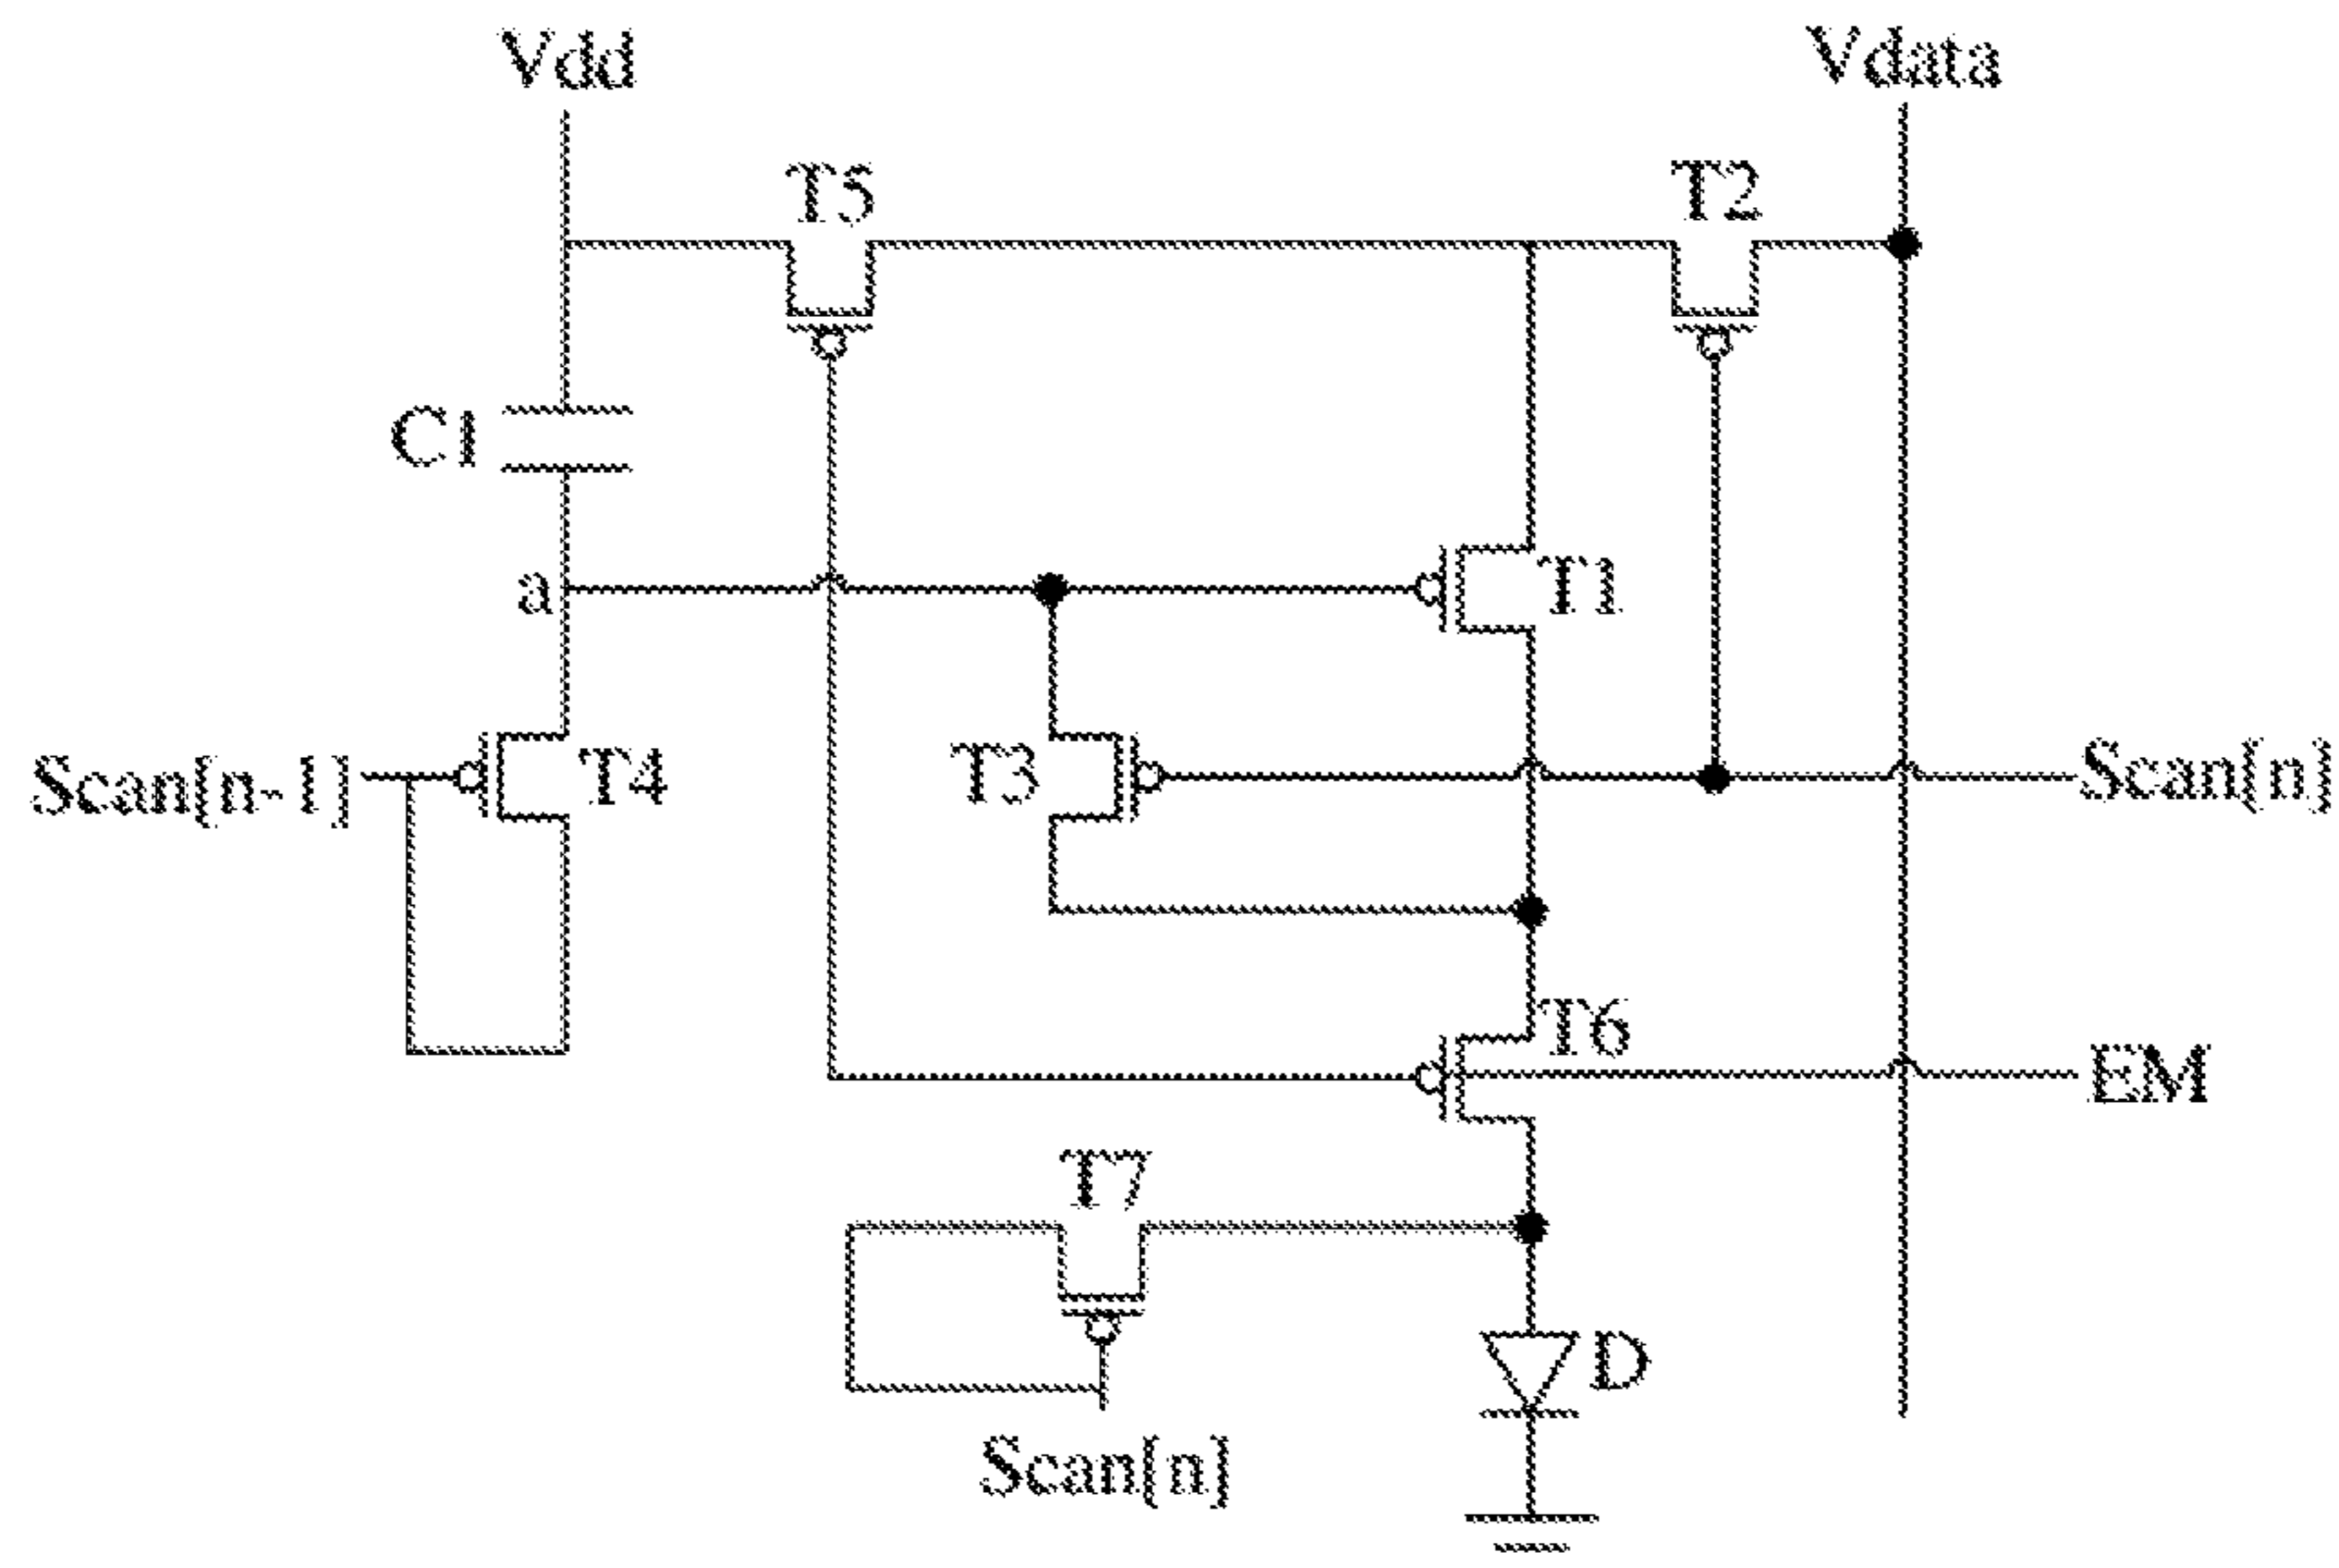 Vdd
Vdata
T5
T2
C1
a
T1
Scan[n-1]
T4
T3
Scan[n]
T6
EM
T7
D
Scan[n]